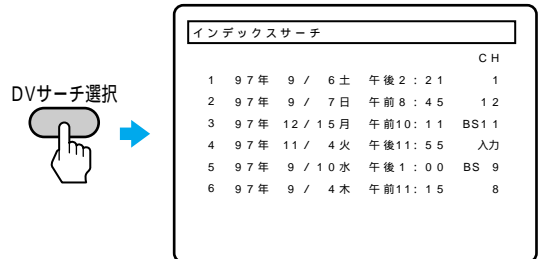 DVサーチ選択
インデックスサーチ
CH
1 97年 9/ 6土 午後2:21 1
2 97年 9/ 7日 午前8:45 12
3 97年 12/15月 午前10:11 BS11
4 97年 11/ 4火 午後11:55 入力
5 97年 9/10水 午後1:00 BS 9
6 97年 9/ 4木 午前11:15 8